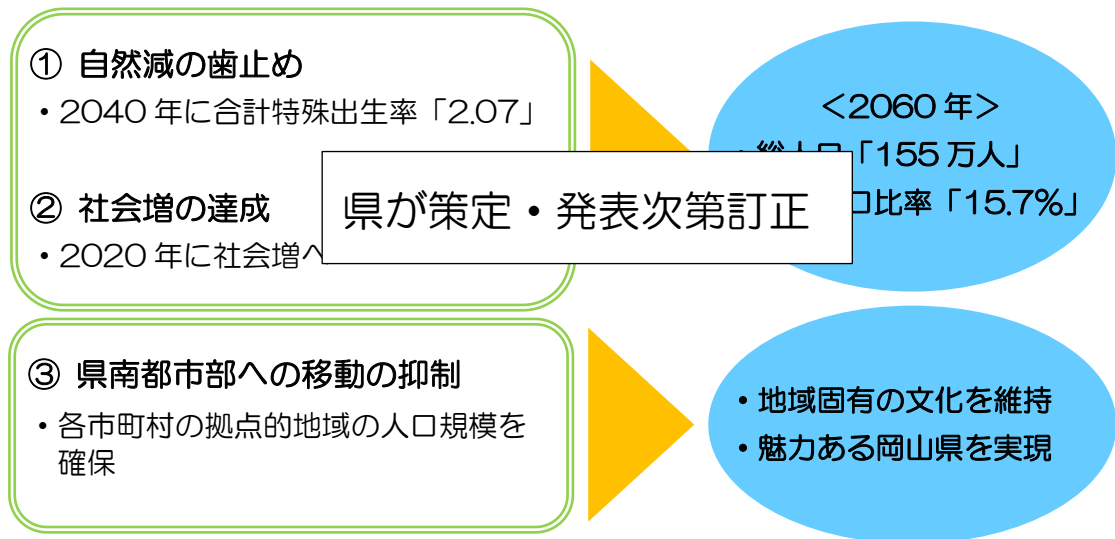 ① 自然減の歯止め
・2040 年に合計特殊出生率「2.07」
② 社会増の達成
・2020 年に社会増へ
<2060 年>
「155 万人」
口比率「15.7%」
県が策定・発表次第訂正
③ 県南都市部への移動の抑制
・各市町村の拠点的地域の人口規模を
確保
・地域固有の文化を維持
・魅力ある岡山県を実現